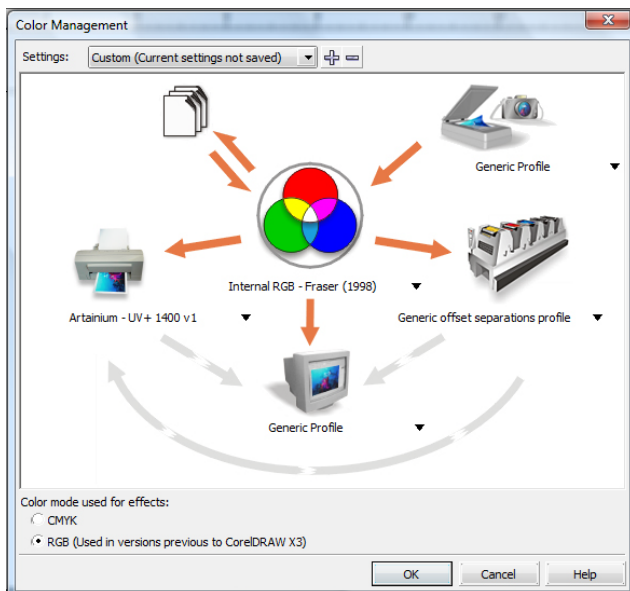 Color Management
Settings: Custom (Current settings not saved)
Generic Profile
Internal RGB - Fraser (1998)
Artainium - UV+ 1400 v1
Generic offset separations profile
Generic Profile
Color mode used for effects:
CMYK
RGB (Used in versions previous to CorelDRAW X3)
OK Cancel Help